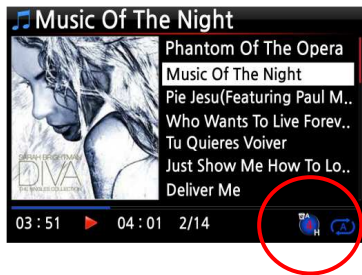 Music Of The Night
Phantom Of The Opera
Music Of The Night
Pie Jesu(Featuring Paul M..
Who Wants To Live Forev..
Tu Quieres Voiver
Just Show Me How To Lo..
Deliver Me
SARAH BRIGHTMAN
DIVA
THE SINGLES COLLECTION
03:51
04:01
2/14
A
H
A